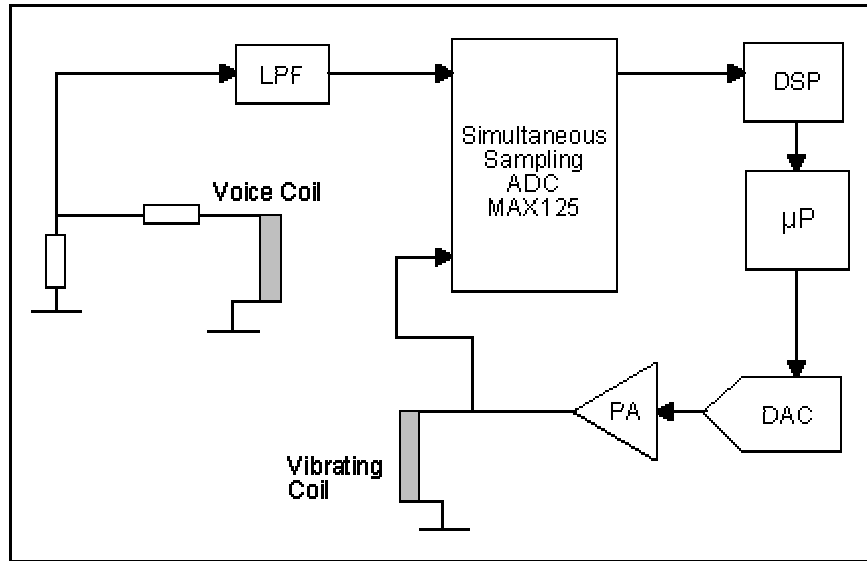 LPF
DSP
Simultaneous
Sampling
ADC
MAX125
Voice Coil
µP
PA
DAC
Vibrating
Coil